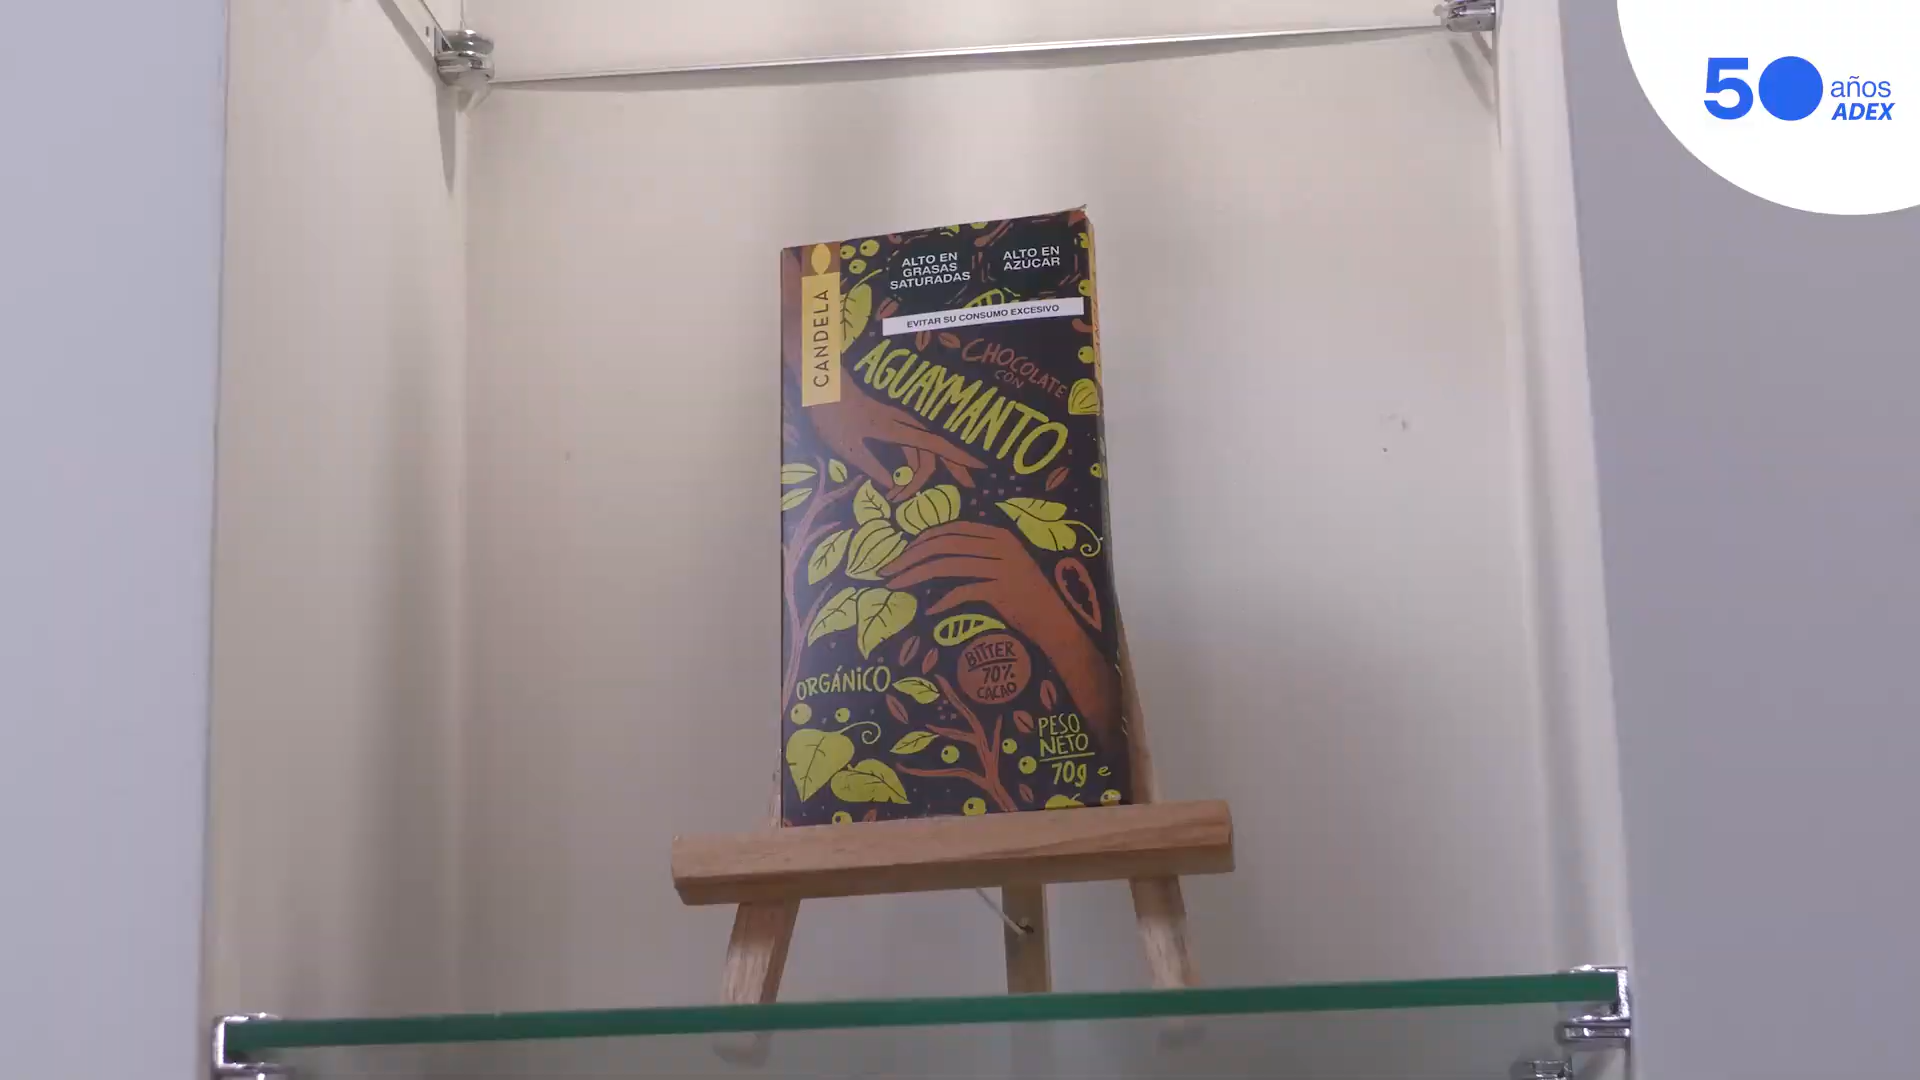 50 años
ADEX
ALTO EN
GRASAS
SATURADAS
ALTO EN
AZÚCAR
EVITAR SU CONSUMO EXCESIVO
CANDELA
CHOCOLATE
CON
AGUAYMANTO
BITTER
70%
CACAO
ORGÁNICO
PESO
NETO
70g e